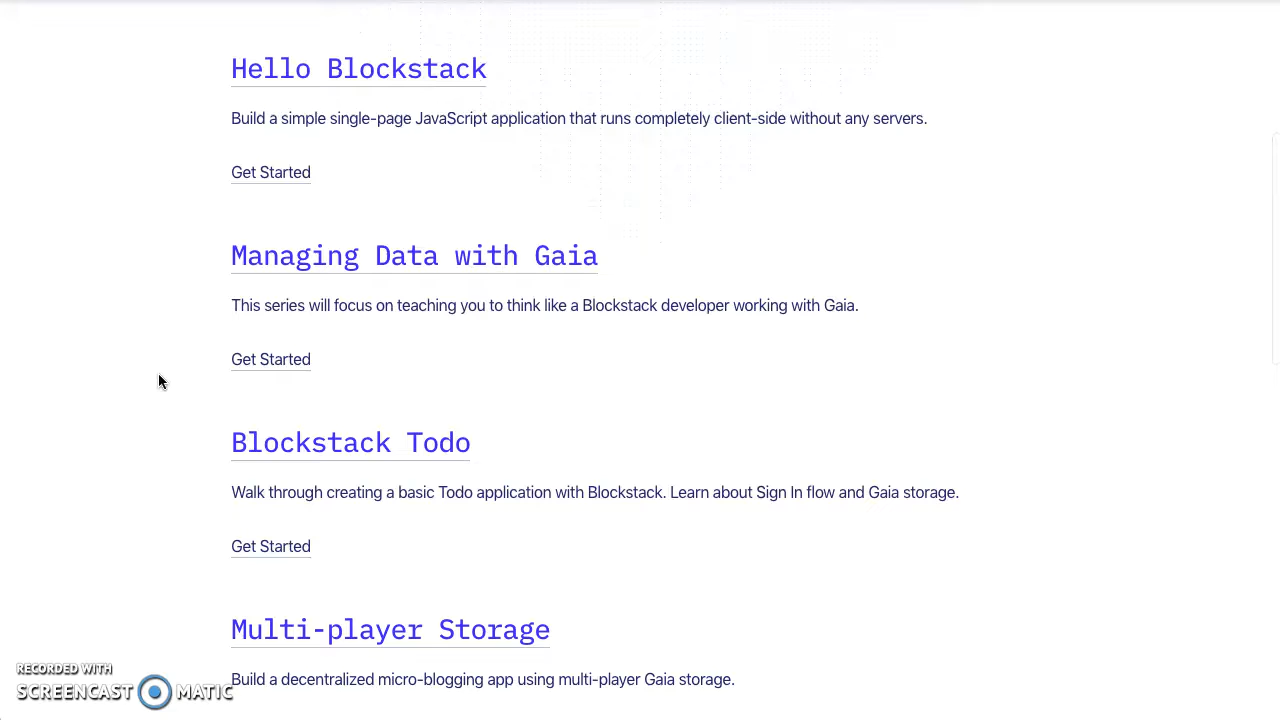 Hello Blockstack
Build a simple single-page JavaScript application that runs completely client-side without any servers.
Get Started
Managing Data with Gaia
This series will focus on teaching you to think like a Blockstack developer working with Gaia.
Get Started
Blockstack Todo
Walk through creating a basic Todo application with Blockstack. Learn about Sign In flow and Gaia storage.
Get Started
Multi-player Storage
Build a decentralized micro-blogging app using multi-player Gaia storage.
RECORDED WITH
SCREENCAST MATIC